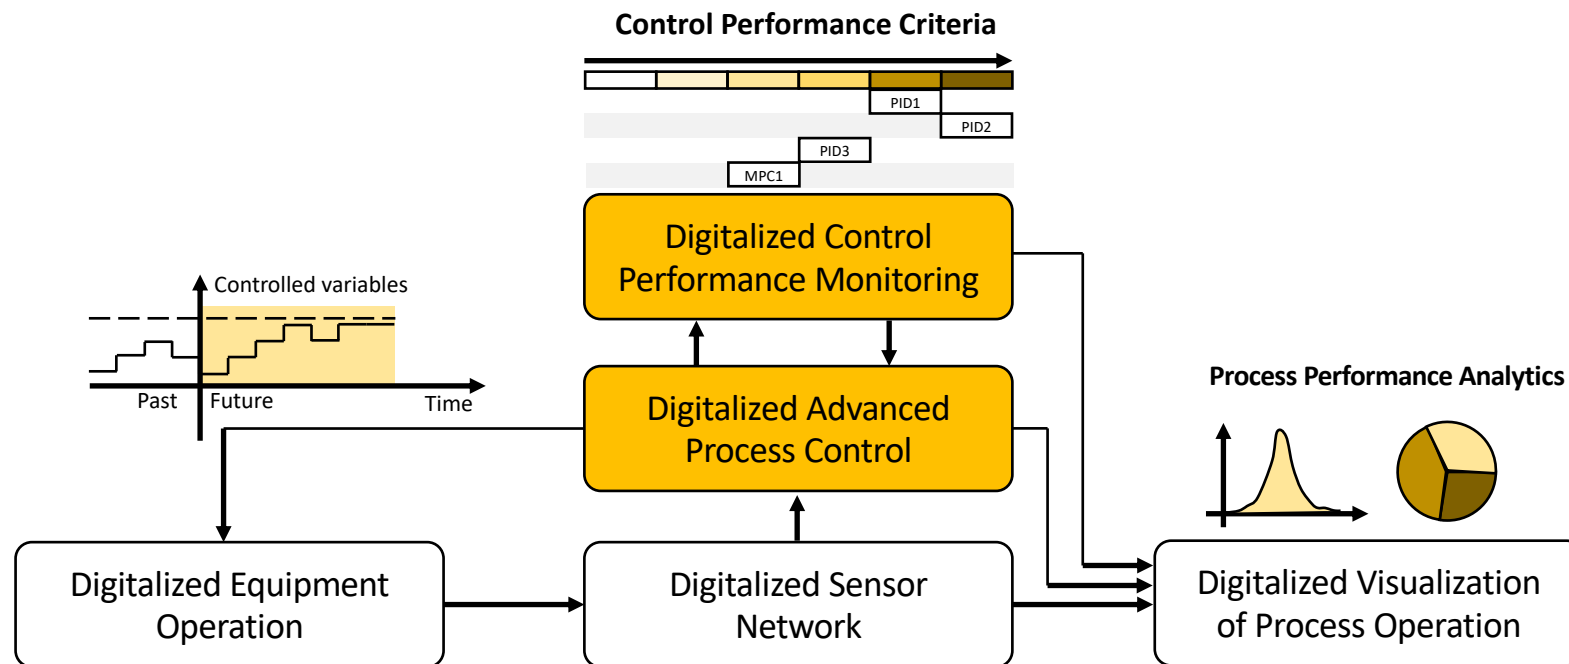 Control Performance Criteria
PID1
PID2
PID3
MPC1
Digitalized Control
Performance Monitoring
Controlled variables
Past
Future
Time
Digitalized Advanced
Process Control
Process Performance Analytics
Digitalized Equipment
Operation
Digitalized Sensor
Network
Digitalized Visualization
of Process Operation